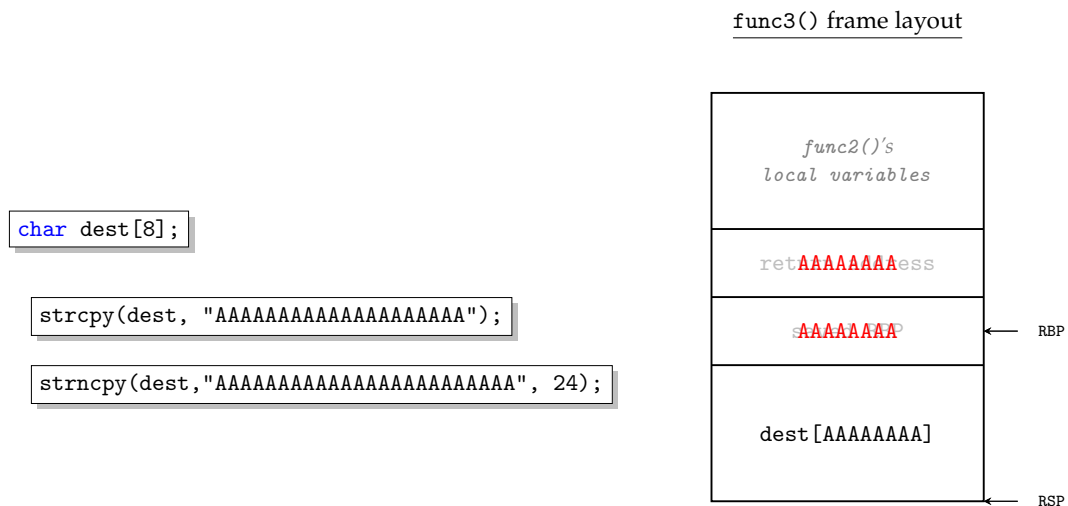 func3() frame layout
func2()'s
local variables
char dest[8];
AAAAAAAA
strcpy(dest, "AAAAAAAAAAAAAAAAAAAA");
AAAAAAAA
RBP
strncpy(dest,"AAAAAAAAAAAAAAAAAAAAAAAA", 24);
dest[AAAAAAAA]
RSP